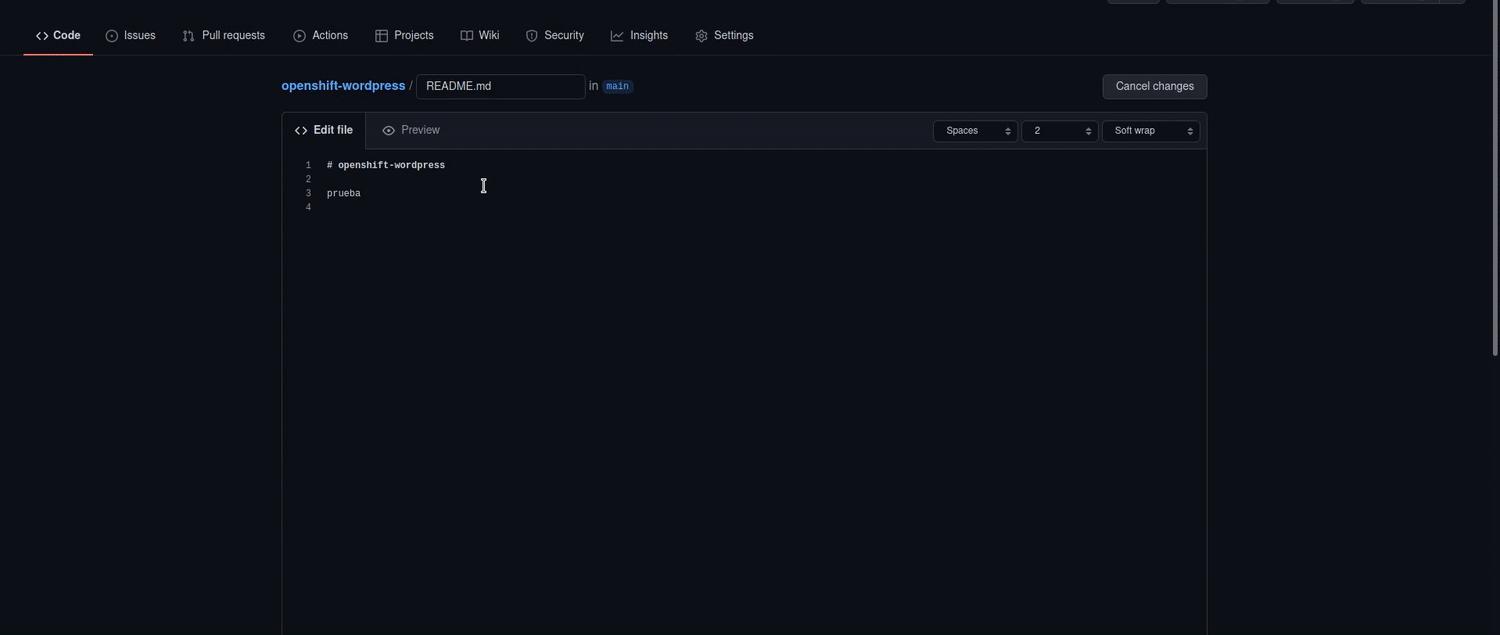 Code Issues Pull requests Actions Projects Wiki Security Insights Settings
openshift-wordpress / README.md in main Cancel changes
Edit file Preview Spaces 2 Soft wrap
1 # openshift-wordpress
2
3 prueba
4